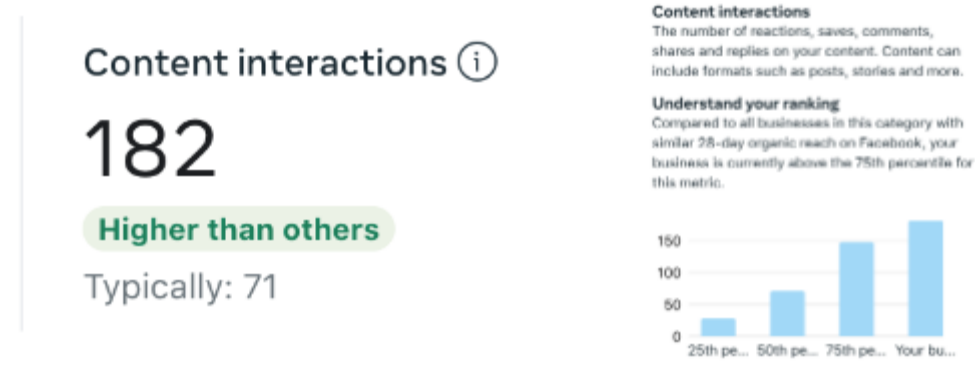 Content interactions
182
Higher than others
Typically: 71
Content interactions
The number of reactions, saves, comments,
shares and replies on your content. Content can
include formats such as posts, stories and more.
Understand your ranking
Compared to all businesses in this category with
similar 28-day organic reach on Facebook, your
business is currently above the 75th percentile for
this metric.
150
100
50
0
25th pe... 50th pe... 75th pe... Your bu...